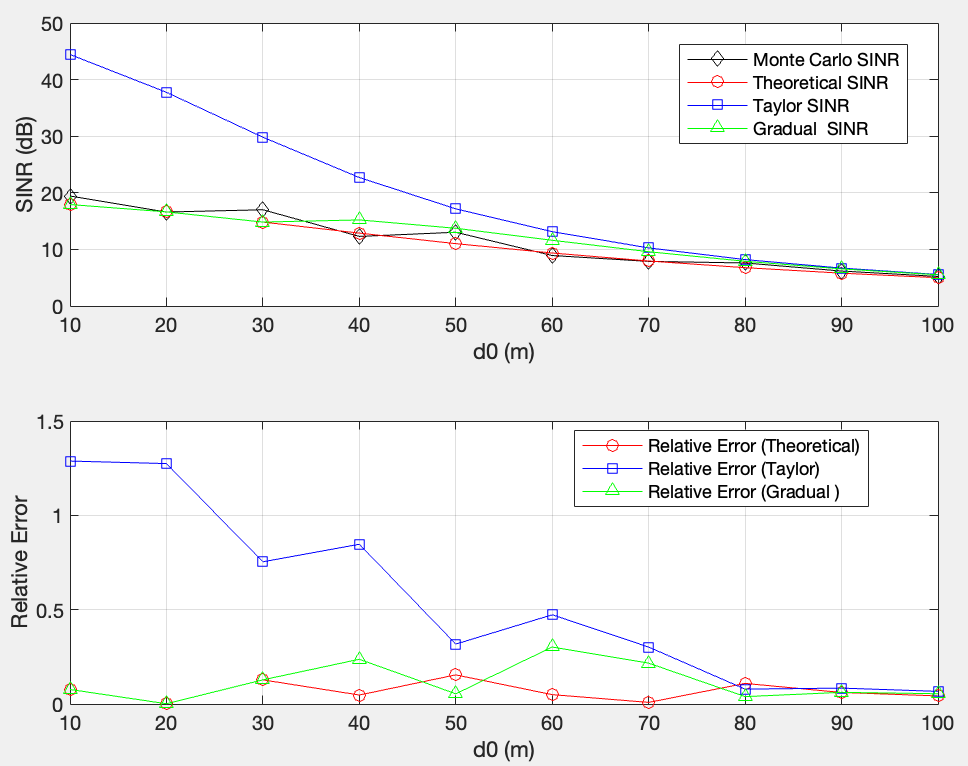 50
40
30
20
10
0
SINR (dB)
Monte Carlo SINR
Theoretical SINR
Taylor SINR
Gradual  SINR
10 20 30 40 50 60 70 80 90 100
d0 (m)
1.5
1
0.5
0
Relative Error
Relative Error (Theoretical)
Relative Error (Taylor)
Relative Error (Gradual )
10 20 30 40 50 60 70 80 90 100
d0 (m)